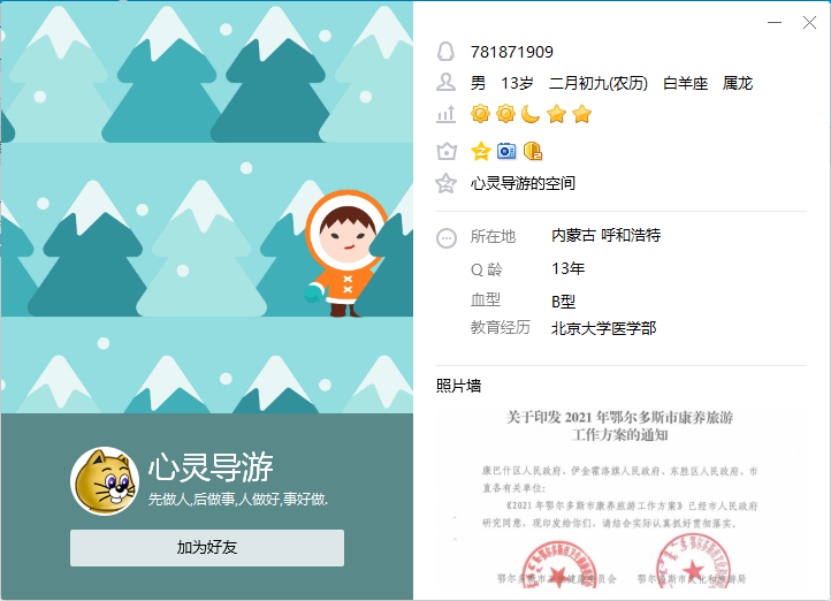 781871909
男 13岁 二月初九(农历) 白羊座 属龙
心灵导游的空间
所在地 内蒙古 呼和浩特
Q 龄 13年
血型 B型
教育经历 北京大学医学部
照片墙
关于印发 2021 年鄂尔多斯市康养旅游
工作方案的通知
康巴什区人民政府、伊金霍洛旗人民政府、东胜区人民政府，市
直各有关单位：
《2021 年鄂尔多斯市康养旅游工作方案》已经市人民政府
研究同意，现印发给你们，请结合实际认真抓好贯彻落实。
鄂尔多斯市卫生健康委员会 鄂尔多斯市文化和旅游局
心灵导游
先做人,后做事,人做好,事好做.
加为好友